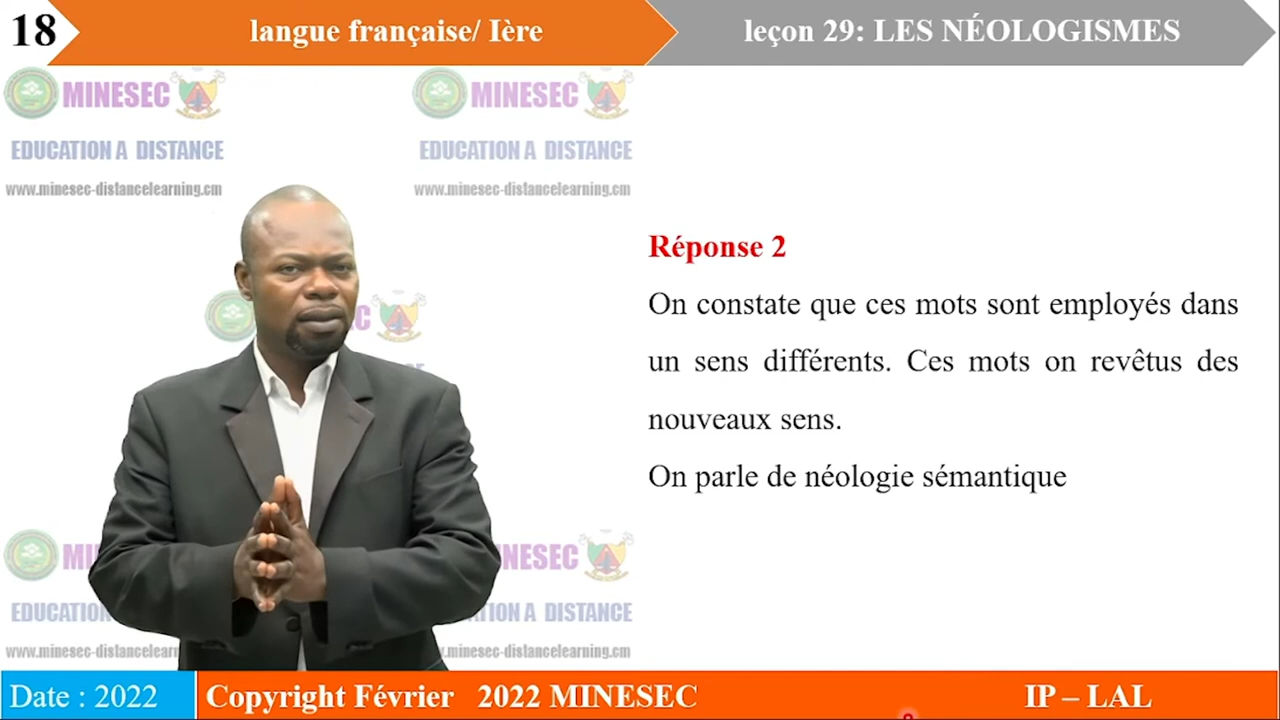 18
langue française/ Ière
leçon 29: LES NÉOLOGISMES
MINESEC
MINESEC
EDUCATION A DISTANCE
EDUCATION A DISTANCE
www.minesec-distancelearning.cm
www.minesec-distancelearning.cm
Réponse 2
On constate que ces mots sont employés dans
un sens différents. Ces mots on revêtus des
nouveaux sens.
On parle de néologie sémantique
Date : 2022
Copyright Février 2022 MINESEC
IP – LAL